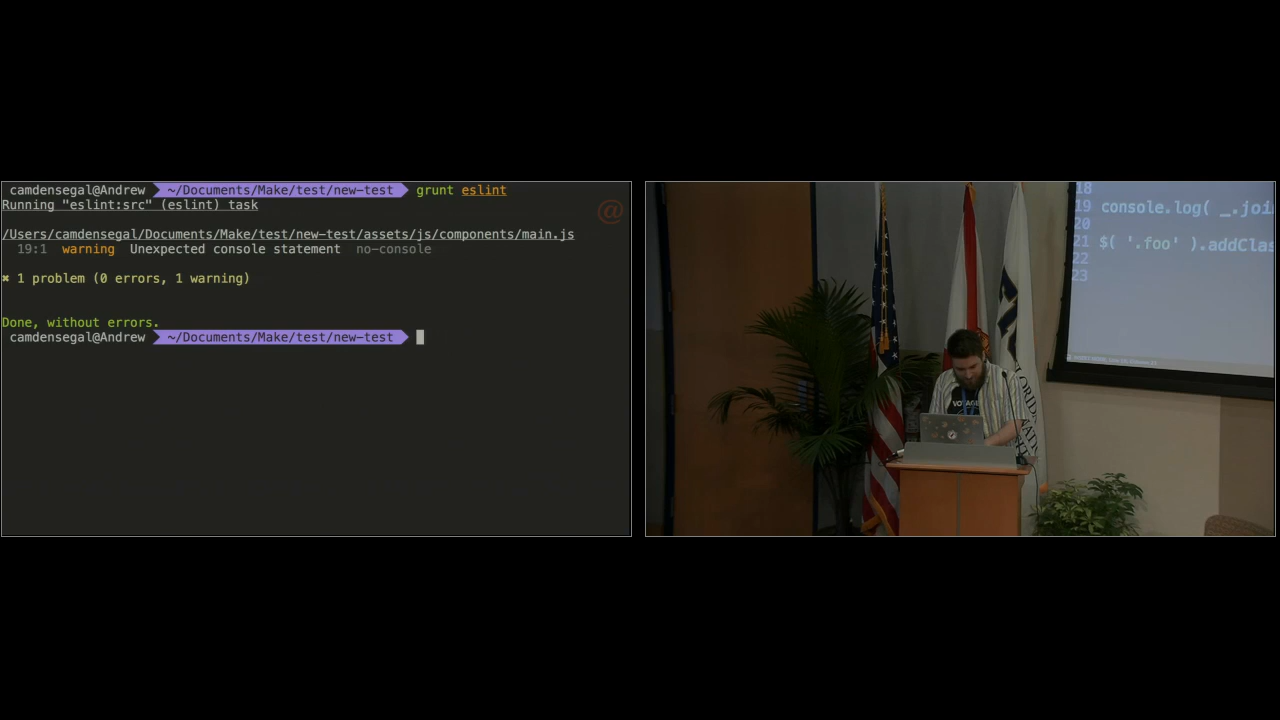 camdensegal@Andrew ~/Documents/Make/test/new-test grunt eslint
Running "eslint:src" (eslint) task
@
/Users/camdensegal/Documents/Make/test/new-test/assets/js/components/main.js
19:1 warning Unexpected console statement no-console
✖ 1 problem (0 errors, 1 warning)
Done, without errors.
camdensegal@Andrew ~/Documents/Make/test/new-test
18
19 console.log( _.joi
20
21 $( '.foo' ).addClas
22
23